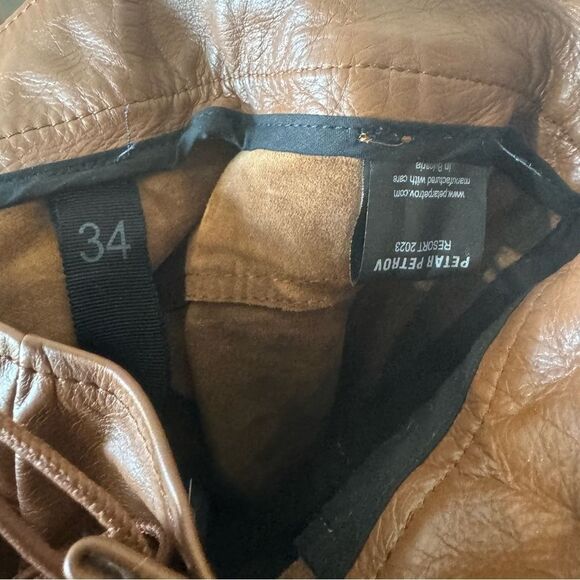 34
PETAR PETROV
RESORT 2023
www.petarpetrov.com
manufactured with care
in Bulgaria